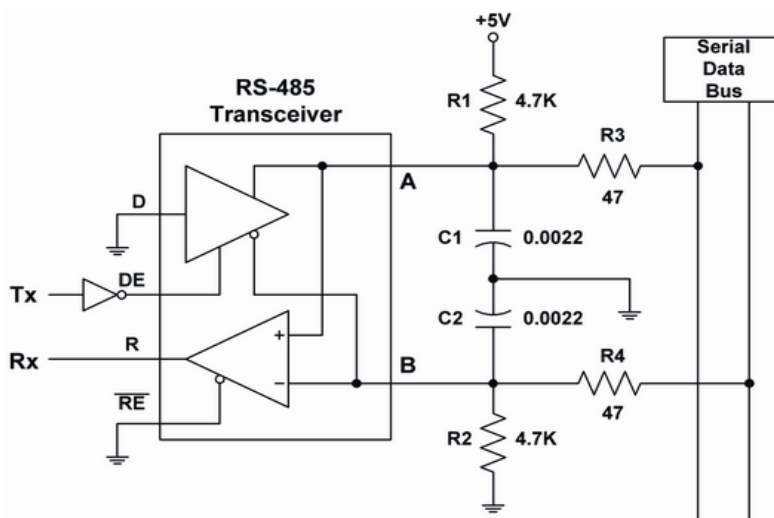 +5V
Serial
Data
Bus
RS-485
Transceiver
R1 4.7K
R3
47
A
D
C1 0.0022
Tx
DE
C2 0.0022
Rx
R
+
−
B
R4
47
RE
R2 4.7K